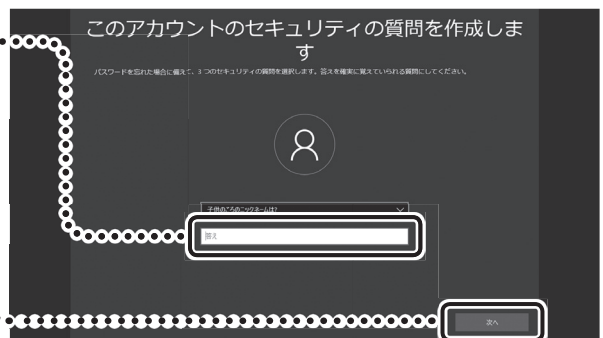 このアカウントのセキュリティの質問を作成しま
す
パスワードを忘れた場合に備えて、3 つのセキュリティの質問を選択します。答えを確実に覚えていられる質問にしてください。
子供のころのニックネームは?
答え
次へ